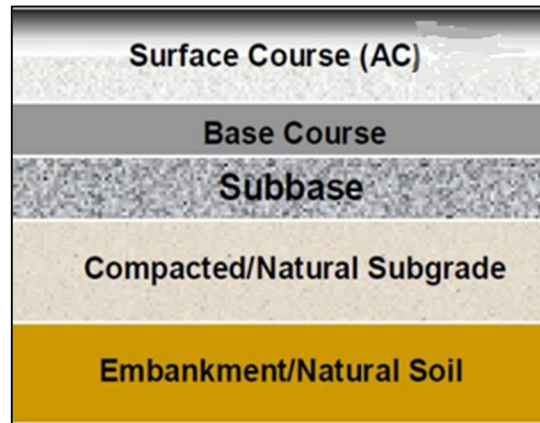 Surface Course (AC)
Base Course
Subbase
Compacted/Natural Subgrade
Embankment/Natural Soil